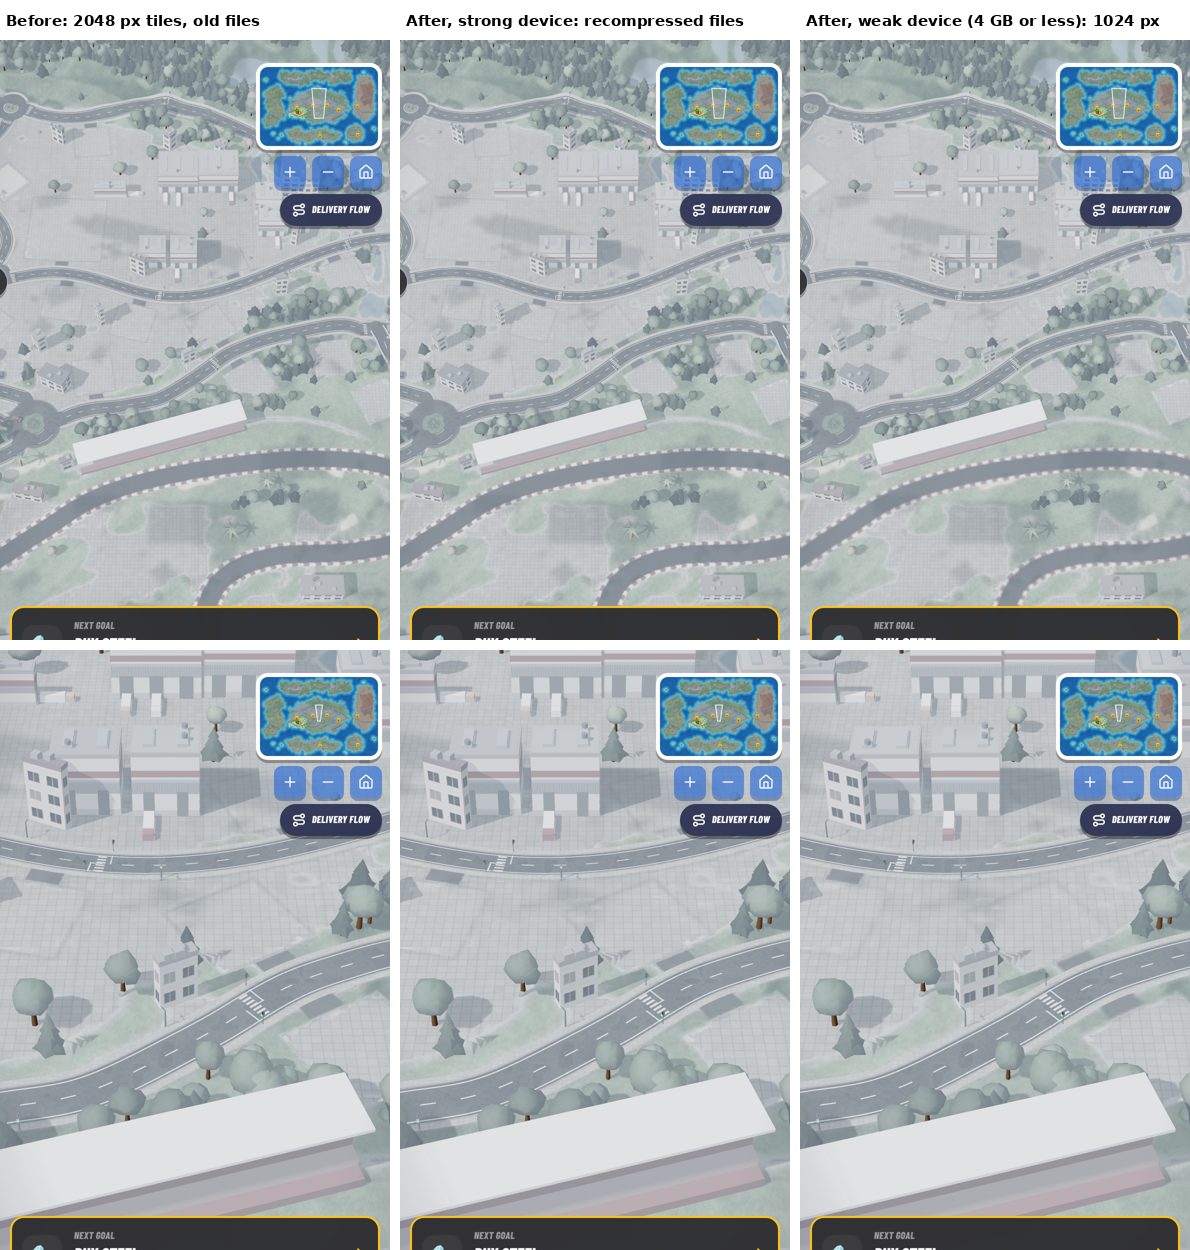 Before: 2048 px tiles, old files
After, strong device: recompressed files
After, weak device (4 GB or less): 1024 px
DELIVERY FLOW
DELIVERY FLOW
DELIVERY FLOW
NEXT GOAL
NEXT GOAL
NEXT GOAL
DELIVERY FLOW
DELIVERY FLOW
DELIVERY FLOW
NEXT GOAL
NEXT GOAL
NEXT GOAL